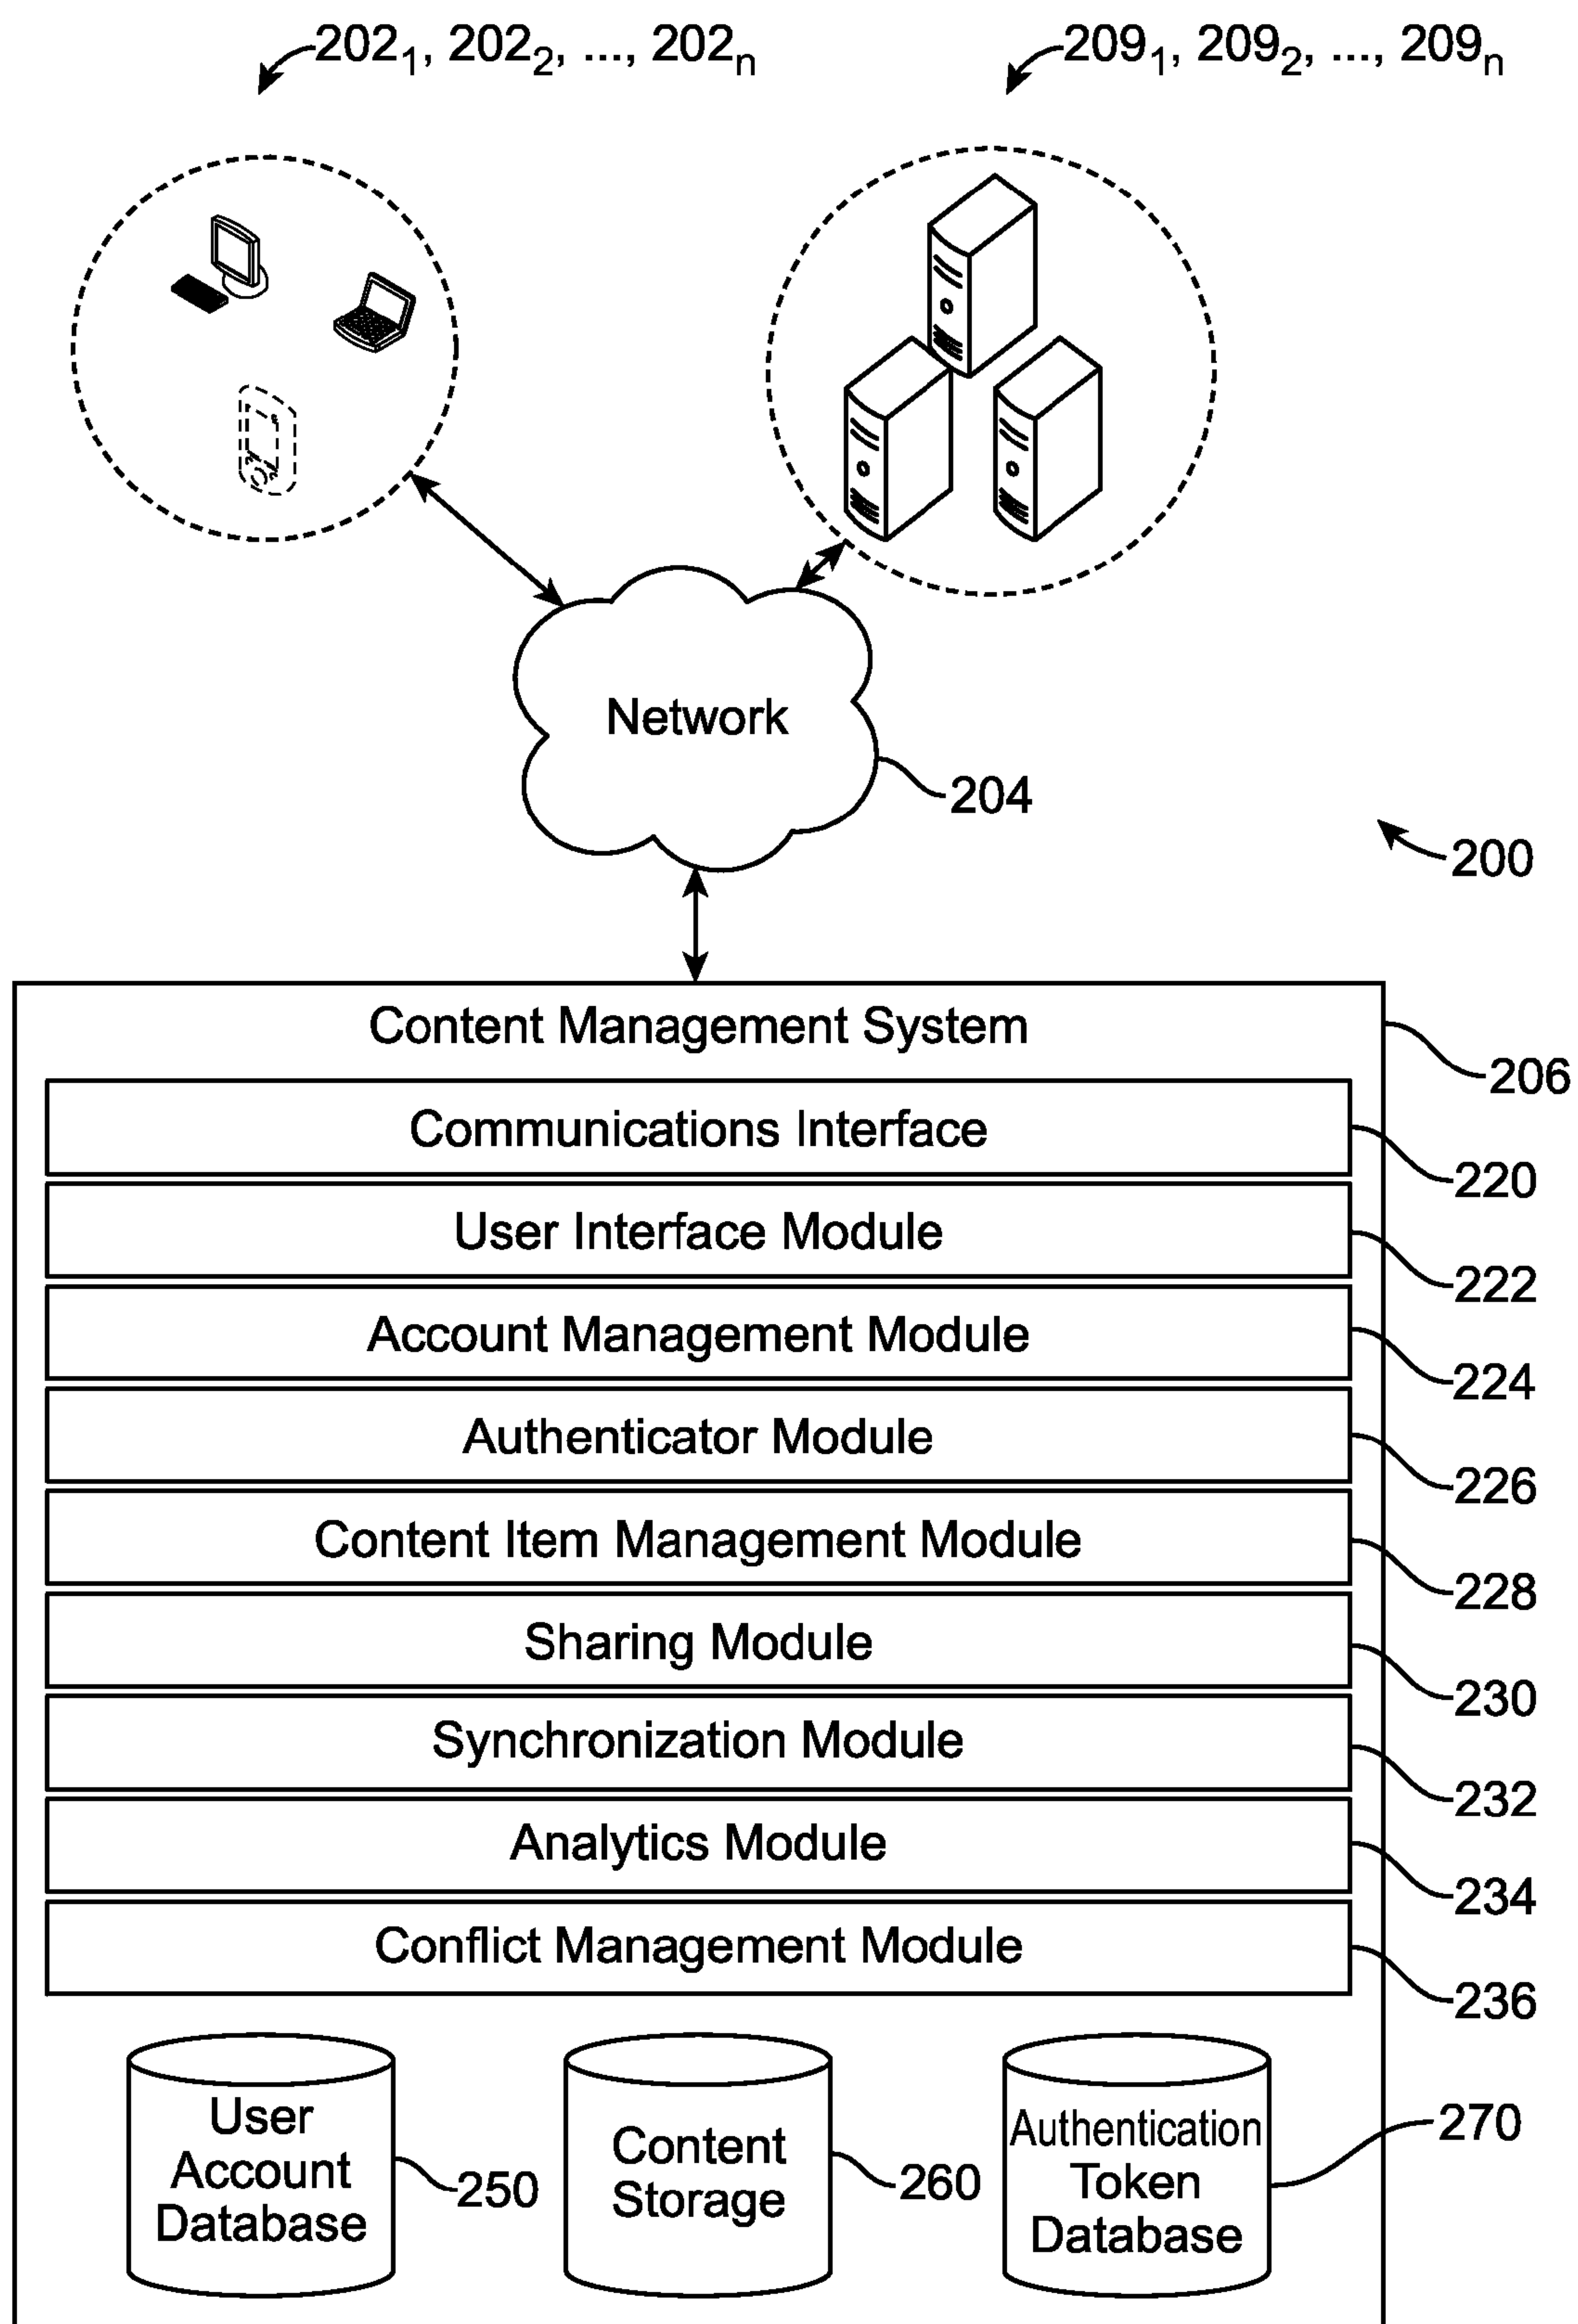 202₁, 202₂, ..., 202ₙ
209₁, 209₂, ..., 209ₙ
Network
204
200
Content Management System
206
Communications Interface
220
User Interface Module
222
Account Management Module
224
Authenticator Module
226
Content Item Management Module
228
Sharing Module
230
Synchronization Module
232
Analytics Module
234
Conflict Management Module
236
User
Account
Database
250
Content
Storage
260
Authentication
Token
Database
270